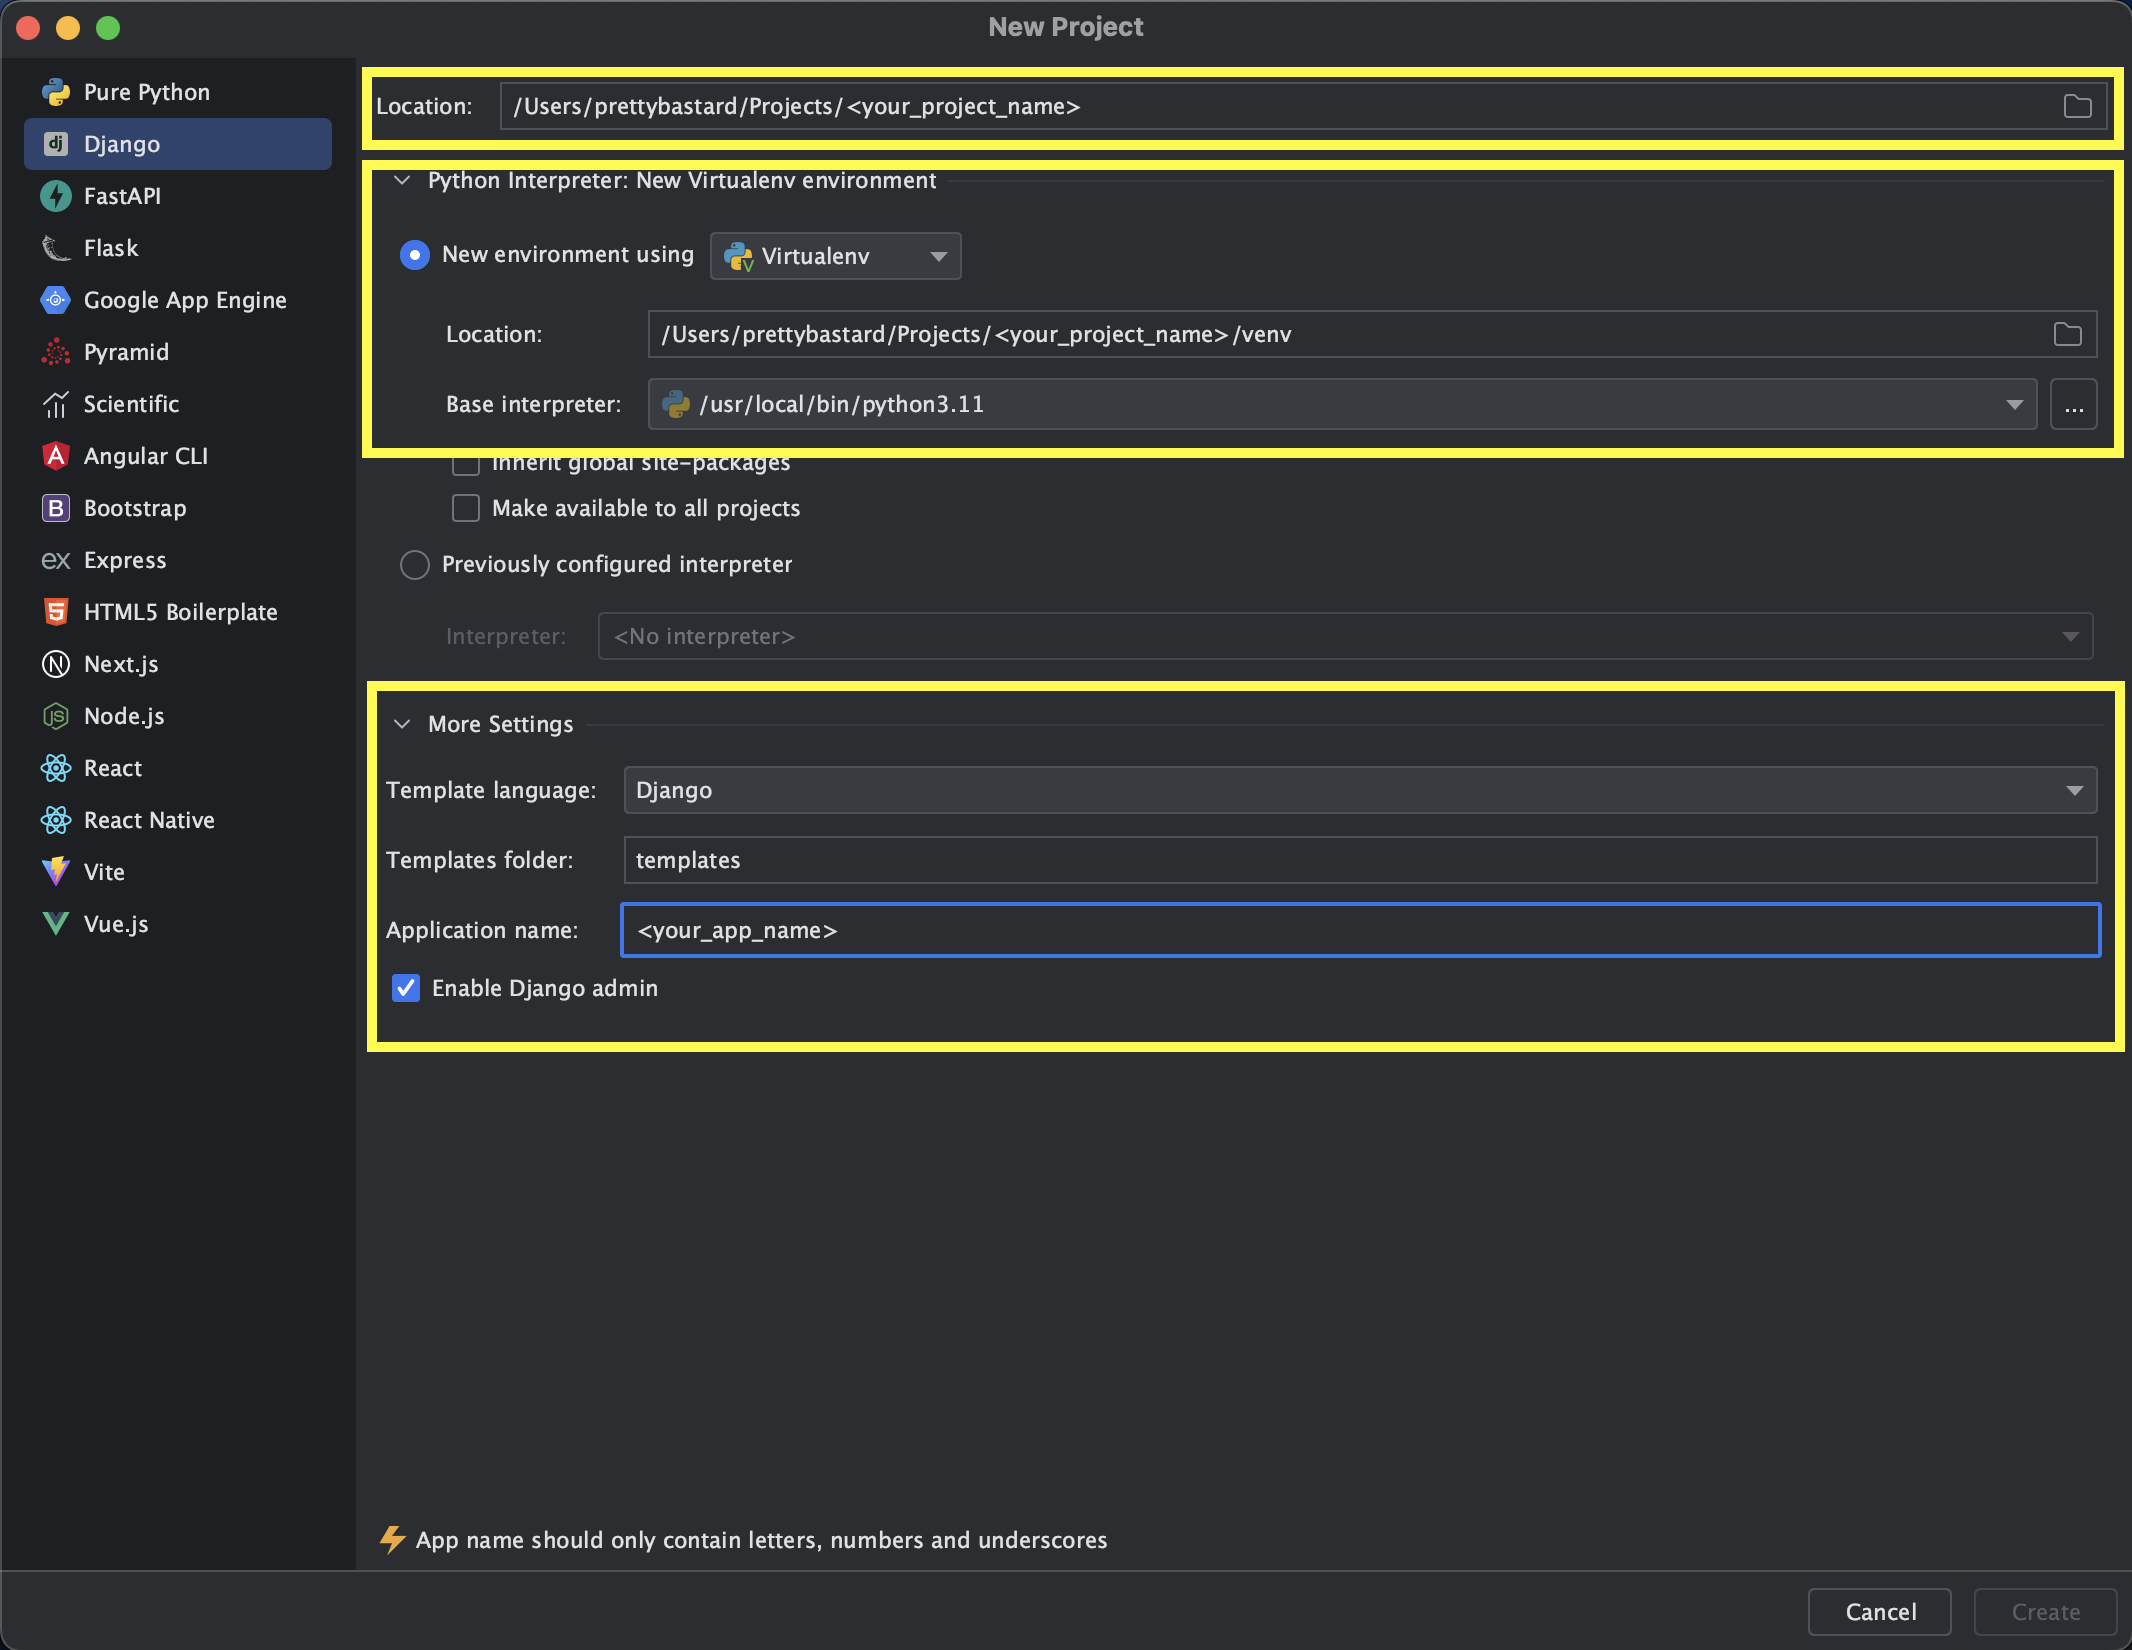 New Project
Pure Python
Django
FastAPI
Flask
Google App Engine
Pyramid
Scientific
Angular CLI
Bootstrap
Express
HTML5 Boilerplate
Next.js
Node.js
React
React Native
Vite
Vue.js
Location: /Users/prettybastard/Projects/<your_project_name>
Python Interpreter: New Virtualenv environment
New environment using Virtualenv
Location: /Users/prettybastard/Projects/<your_project_name>/venv
Base interpreter: /usr/local/bin/python3.11 ...
Inherit global site-packages
Make available to all projects
Previously configured interpreter
Interpreter: <No interpreter>
More Settings
Template language: Django
Templates folder: templates
Application name: <your_app_name>
Enable Django admin
App name should only contain letters, numbers and underscores
Cancel Create